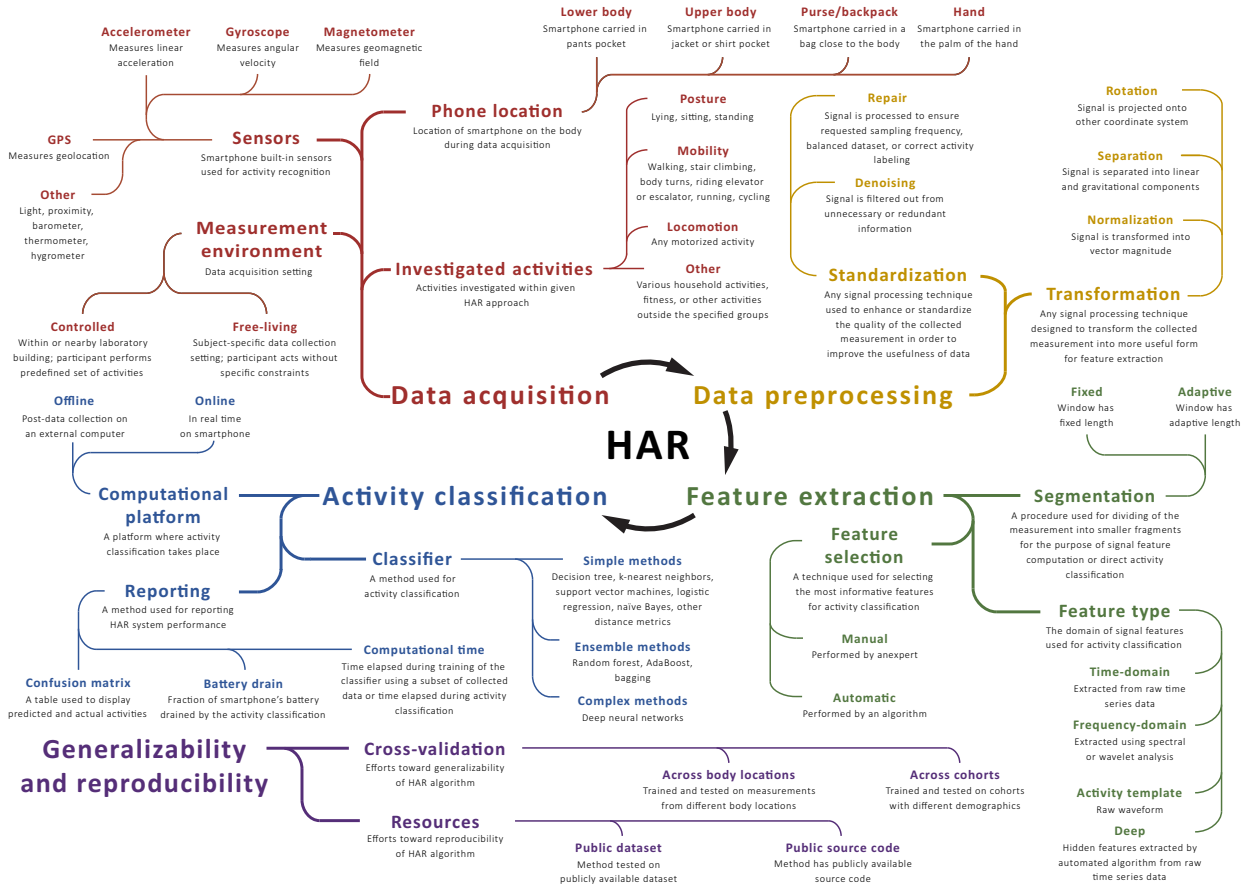 Accelerometer
Measures linear
acceleration
Gyroscope
Measures angular
velocity
Magnetometer
Measures geomagnetic
field
GPS
Measures geolocation
Other
Light, proximity,
barometer,
thermometer,
hygrometer
Sensors
Smartphone built-in sensors
used for activity recognition
Lower body
Smartphone carried in
pants pocket
Upper body
Smartphone carried in
jacket or shirt pocket
Purse/backpack
Smartphone carried in a
bag close to the body
Hand
Smartphone carried in
the palm of the hand
Phone location
Location of smartphone on the body
during data acquisition
Measurement
environment
Data acquisition setting
Controlled
Within or nearby laboratory
building; participant performs
predefined set of activities
Free-living
Subject-specific data collection
setting; participant acts without
specific constraints
Investigated activities
Activities investigated within given
HAR approach
Posture
Lying, sitting, standing
Mobility
Walking, stair climbing,
body turns, riding elevator
or escalator, running, cycling
Locomotion
Any motorized activity
Other
Various household activities,
fitness, or other activities
outside the specified groups
Data acquisition
Repair
Signal is processed to ensure
requested sampling frequency,
balanced dataset, or correct activity
labeling
Denoising
Signal is filtered out from
unnecessary or redundant
information
Standardization
Any signal processing technique
used to enhance or standardize
the quality of the collected
measurement in order to
improve the usefulness of data
Rotation
Signal is projected onto
other coordinate system
Separation
Signal is separated into linear
and gravitational components
Normalization
Signal is transformed into
vector magnitude
Transformation
Any signal processing technique
designed to transform the collected
measurement into more useful form
for feature extraction
Data preprocessing
HAR
Offline
Post-data collection on
an external computer
Online
In real time
on smartphone
Computational
platform
A platform where activity
classification takes place
Activity classification
Classifier
A method used for
activity classification
Simple methods
Decision tree, k-nearest neighbors,
support vector machines, logistic
regression, naïve Bayes, other
distance metrics
Ensemble methods
Random forest, AdaBoost,
bagging
Complex methods
Deep neural networks
Reporting
A method used for reporting
HAR system performance
Confusion matrix
A table used to display
predicted and actual activities
Battery drain
Fraction of smartphone's battery
drained by the activity classification
Computational time
Time elapsed during training of the
classifier using a subset of collected
data or time elapsed during activity
classification
Feature extraction
Fixed
Window has
fixed length
Adaptive
Window has
adaptive length
Segmentation
A procedure used for dividing of the
measurement into smaller fragments
for the purpose of signal feature
computation or direct activity
classification
Feature
selection
A technique used for selecting
the most informative features
for activity classification
Manual
Performed by anexpert
Automatic
Performed by an algorithm
Feature type
The domain of signal features
used for activity classification
Time-domain
Extracted from raw time
series data
Frequency-domain
Extracted using spectral
or wavelet analysis
Activity template
Raw waveform
Deep
Hidden features extracted by
automated algorithm from raw
time series data
Generalizability
and reproducibility
Cross-validation
Efforts toward generalizability
of HAR algorithm
Across body locations
Trained and tested on measurements
from different body locations
Across cohorts
Trained and tested on cohorts
with different demographics
Resources
Efforts toward reproducibility
of HAR algorithm
Public dataset
Method tested on
publicly available dataset
Public source code
Method has publicly available
source code